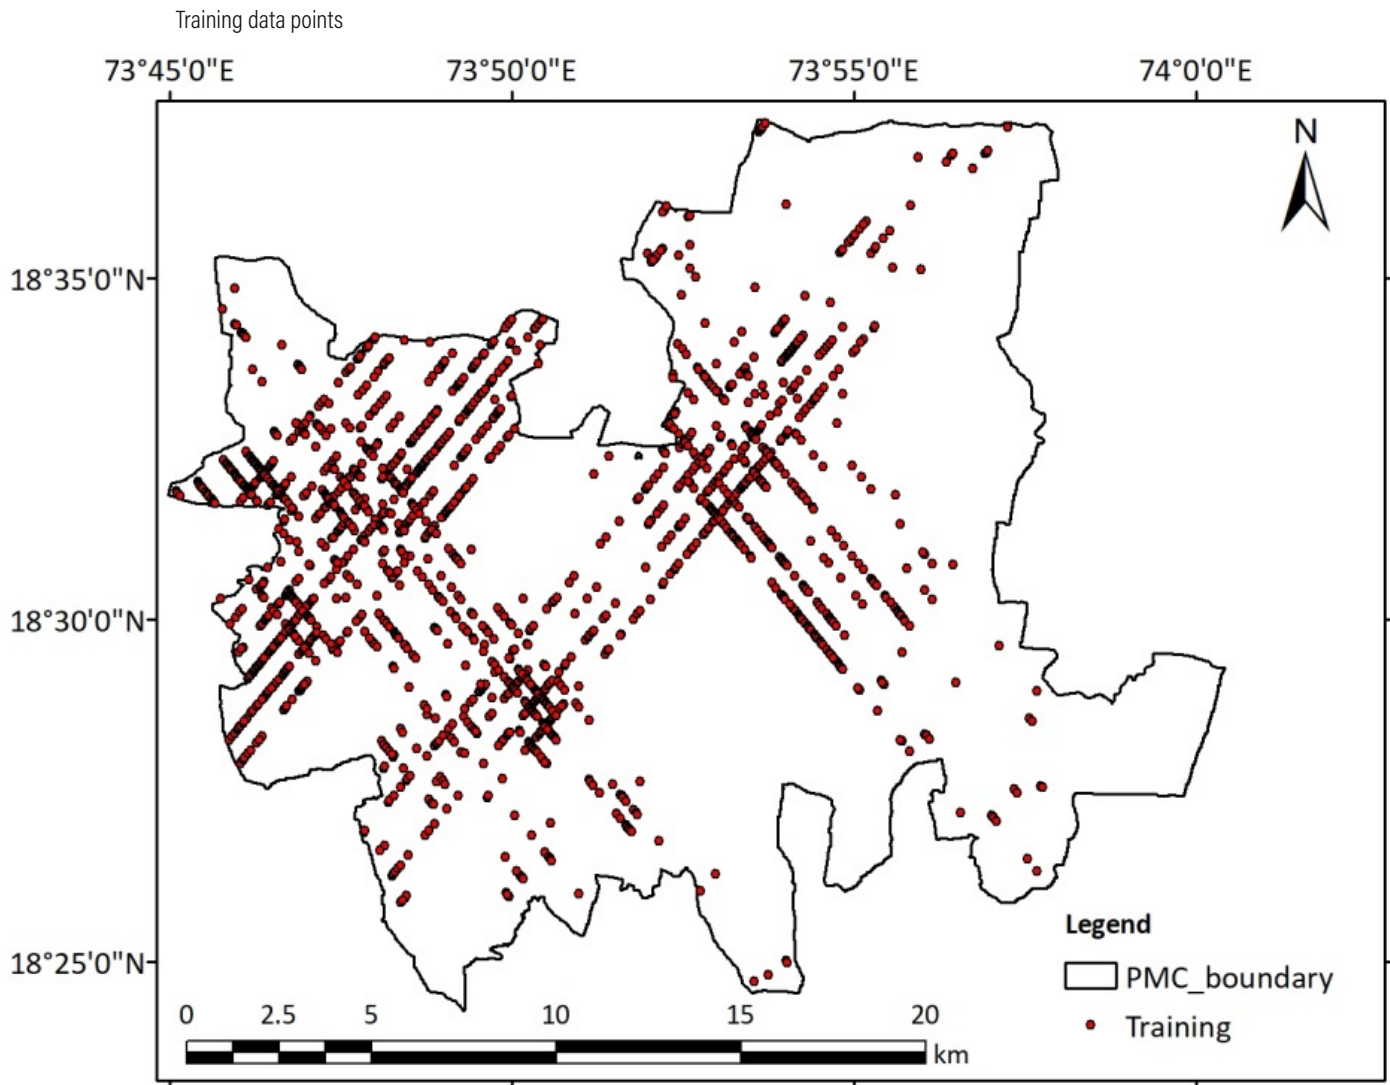 Training data points
73°45'0"E 73°50'0"E 73°55'0"E 74°0'0"E
N
18°35'0"N
18°30'0"N
18°25'0"N
Legend
PMC_boundary
Training
0 2.5 5 10 15 20
km